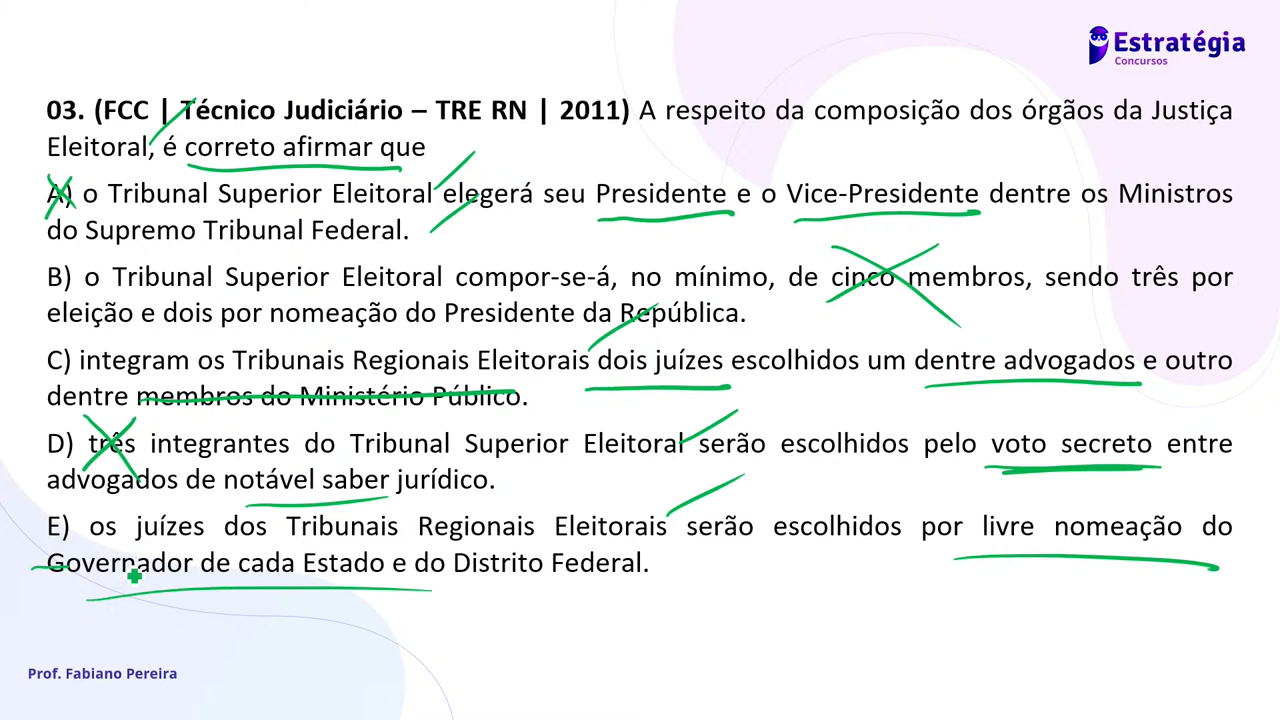 Estratégia
Concursos
03. (FCC | Técnico Judiciário – TRE RN | 2011) A respeito da composição dos órgãos da Justiça
Eleitoral, é correto afirmar que
A) o Tribunal Superior Eleitoral elegerá seu Presidente e o Vice-Presidente dentre os Ministros
do Supremo Tribunal Federal.
B) o Tribunal Superior Eleitoral compor-se-á, no mínimo, de cinco membros, sendo três por
eleição e dois por nomeação do Presidente da República.
C) integram os Tribunais Regionais Eleitorais dois juízes escolhidos um dentre advogados e outro
dentre membros do Ministério Público.
D) três integrantes do Tribunal Superior Eleitoral serão escolhidos pelo voto secreto entre
advogados de notável saber jurídico.
E) os juízes dos Tribunais Regionais Eleitorais serão escolhidos por livre nomeação do
Governador de cada Estado e do Distrito Federal.
Prof. Fabiano Pereira